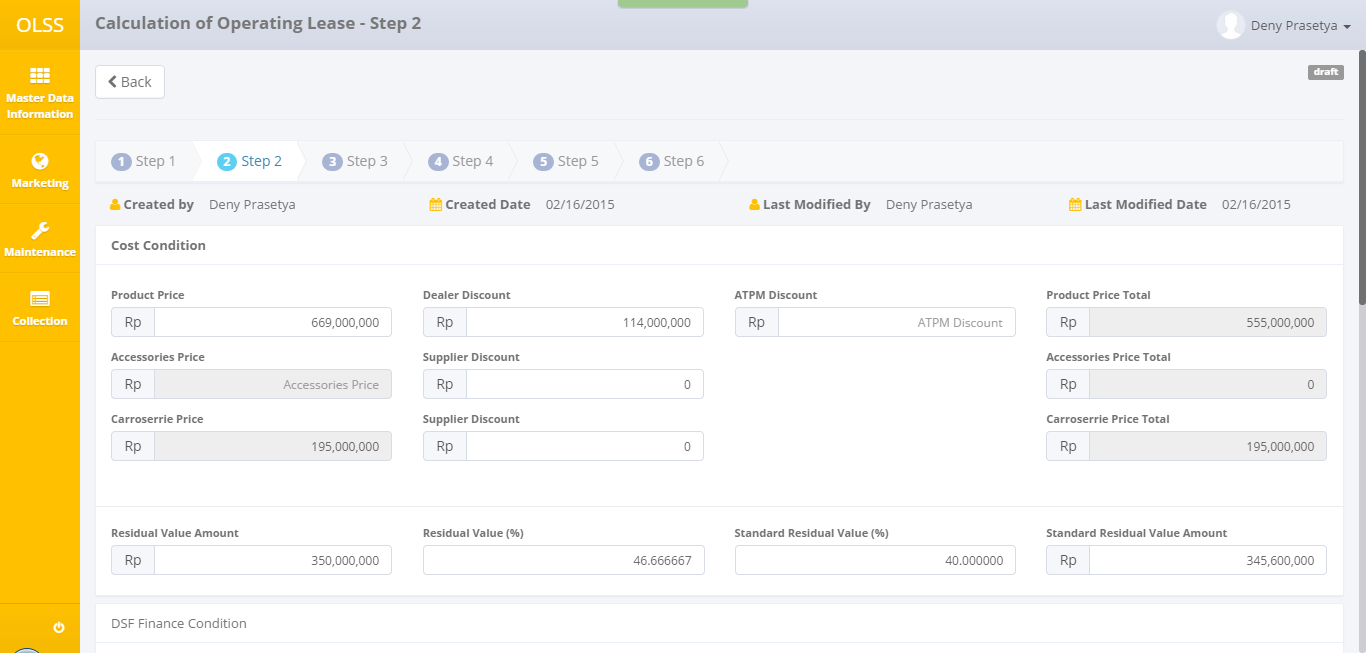 OLSS
Calculation of Operating Lease - Step 2
Deny Prasetya
Master Data
Information
Marketing
Maintenance
Collection
Back
draft
1 Step 1 2 Step 2 3 Step 3 4 Step 4 5 Step 5 6 Step 6
Created by Deny Prasetya Created Date 02/16/2015 Last Modified By Deny Prasetya Last Modified Date 02/16/2015
Cost Condition
Product Price Dealer Discount ATPM Discount Product Price Total
Rp 669,000,000 Rp 114,000,000 Rp ATPM Discount Rp 555,000,000
Accessories Price Supplier Discount Accessories Price Total
Rp Accessories Price Rp 0 Rp 0
Carroserrie Price Supplier Discount Carroserrie Price Total
Rp 195,000,000 Rp 0 Rp 195,000,000
Residual Value Amount Residual Value (%) Standard Residual Value (%) Standard Residual Value Amount
Rp 350,000,000 46.666667 40.000000 Rp 345,600,000
DSF Finance Condition